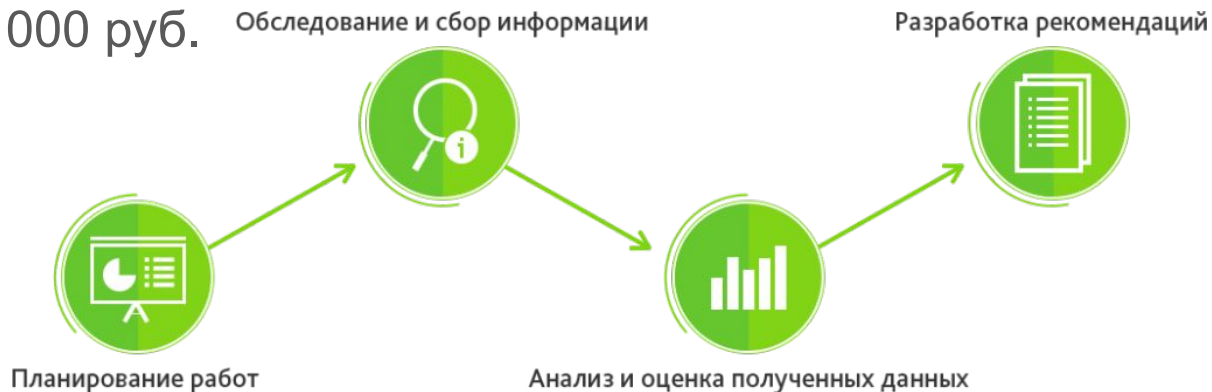 000 руб.
Обследование и сбор информации
Разработка рекомендаций
i
Планирование работ
Анализ и оценка полученных данных